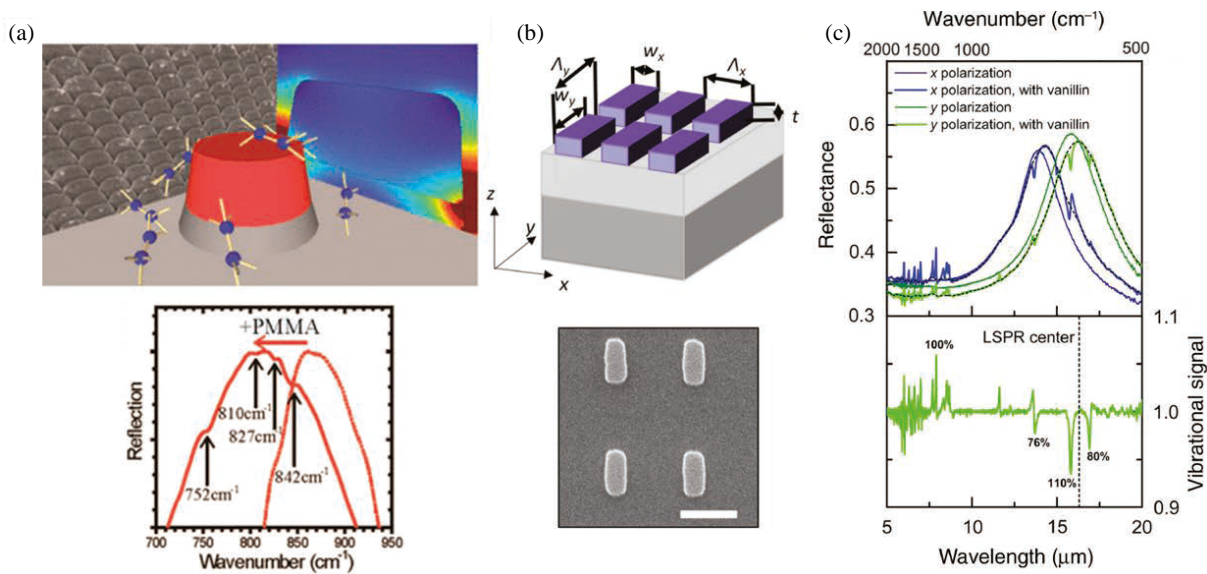 (a)
+PMMA
810cm⁻¹
827cm⁻¹
842cm⁻¹
752cm⁻¹
Reflection
700 750 800 850 900 950
Wavenumber (cm⁻¹)
(b)
Λy
wx
Λx
wy
t
z
y
x
(c)
Wavenumber (cm⁻¹)
2000 1500 1000 500
x polarization
x polarization, with vanillin
y polarization
y polarization, with vanillin
0.6
0.5
0.4
0.3
Reflectance
1.1
1.0
0.9
Vibrational signal
LSPR center
100%
76%
80%
110%
5 10 15 20
Wavelength (μm)